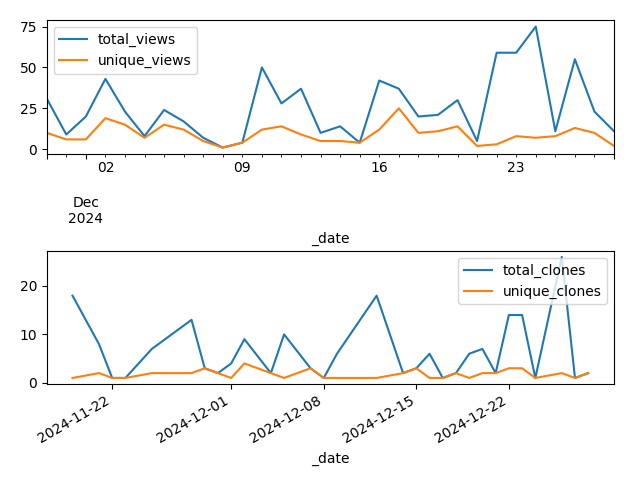 75
50
25
0
total_views
unique_views
02
09
16
23
Dec
2024
_date
20
10
0
total_clones
unique_clones
2024-11-22
2024-12-01
2024-12-08
2024-12-15
2024-12-22
_date